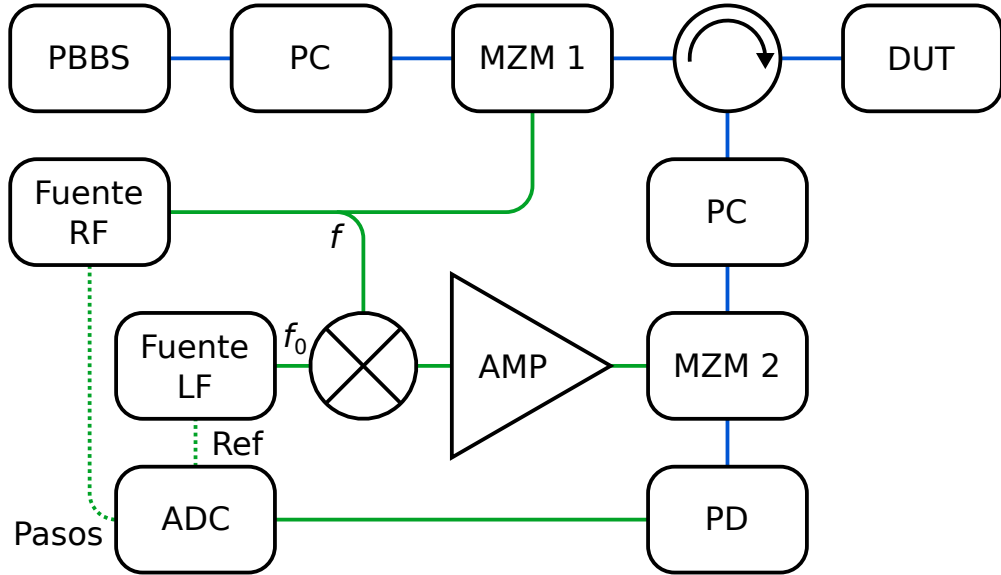 PBBS
PC
MZM 1
DUT
Fuente
RF
f
PC
Fuente
LF
f₀
AMP
MZM 2
Ref
Pasos
ADC
PD